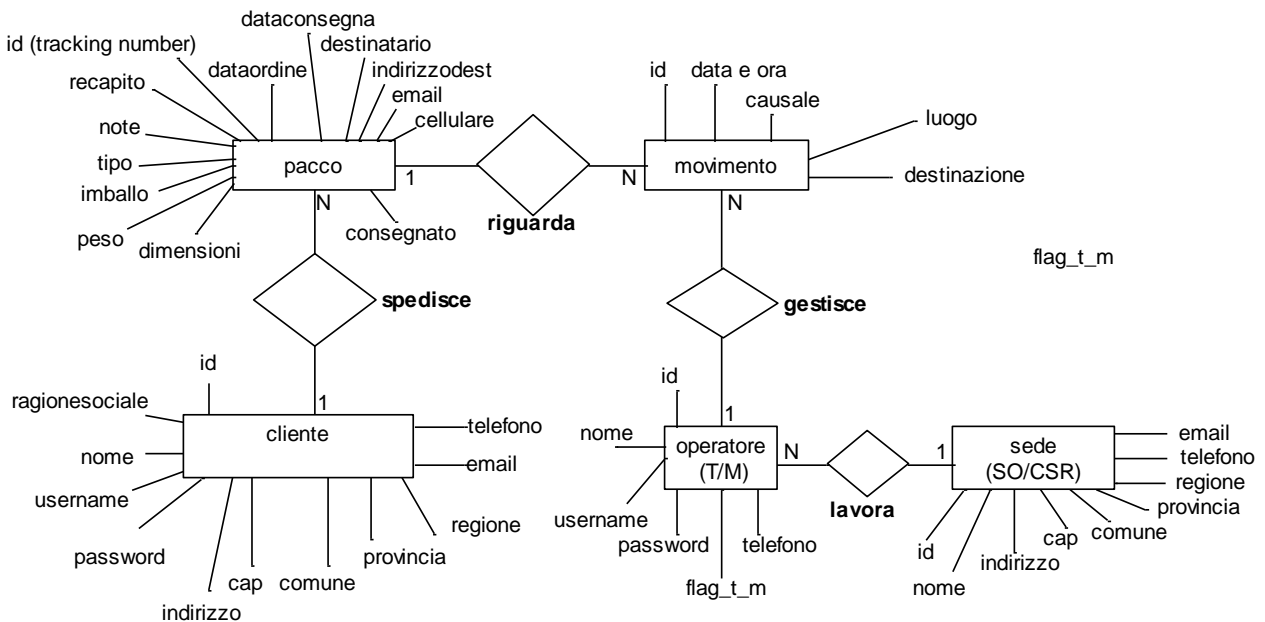 dataconsegna
id (tracking number)
destinatario
recapito
dataordine
indirizzodest
email
cellulare
note
tipo
imballo
peso
dimensioni
pacco
consegnato
1
N
riguarda
N
id
data e ora
causale
luogo
movimento
destinazione
N
flag_t_m
spedisce
gestisce
id
ragionesociale
1
cliente
telefono
nome
email
username
password
indirizzo
cap
comune
provincia
regione
id
1
nome
operatore
(T/M)
N
username
password
telefono
flag_t_m
lavora
1
sede
(SO/CSR)
email
telefono
regione
provincia
comune
cap
indirizzo
id
nome